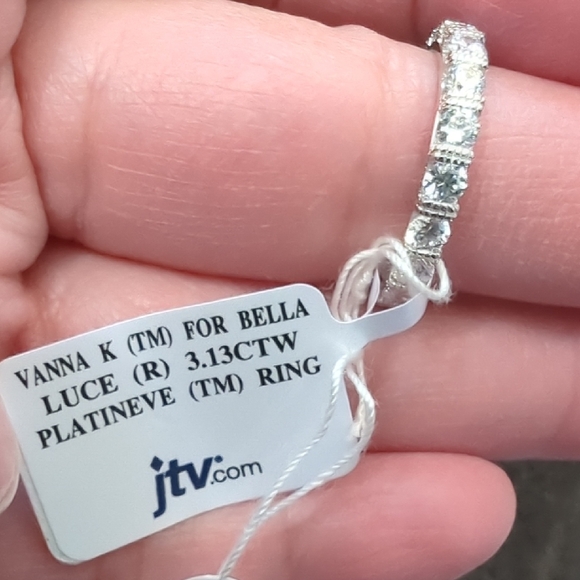 VANNA K (TM) FOR BELLA
LUCE (R) 3.13CTW
PLATINEVE (TM) RING
jtv.com